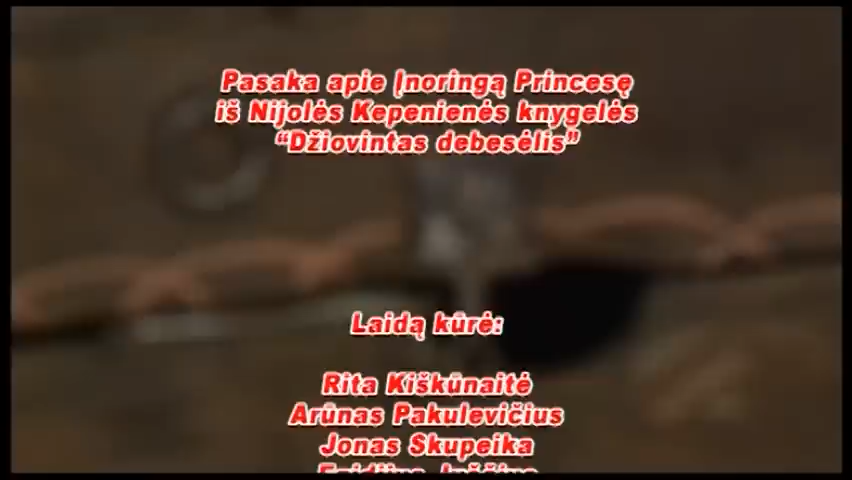 Pasaka apie Įnoringą Princesę
iš Nijolės Kepenienės knygelės
“Džiovintas debesėlis”
Laidą kūrė:
Rita Kiškūnaitė
Arūnas Pakulevičius
Jonas Skupeika